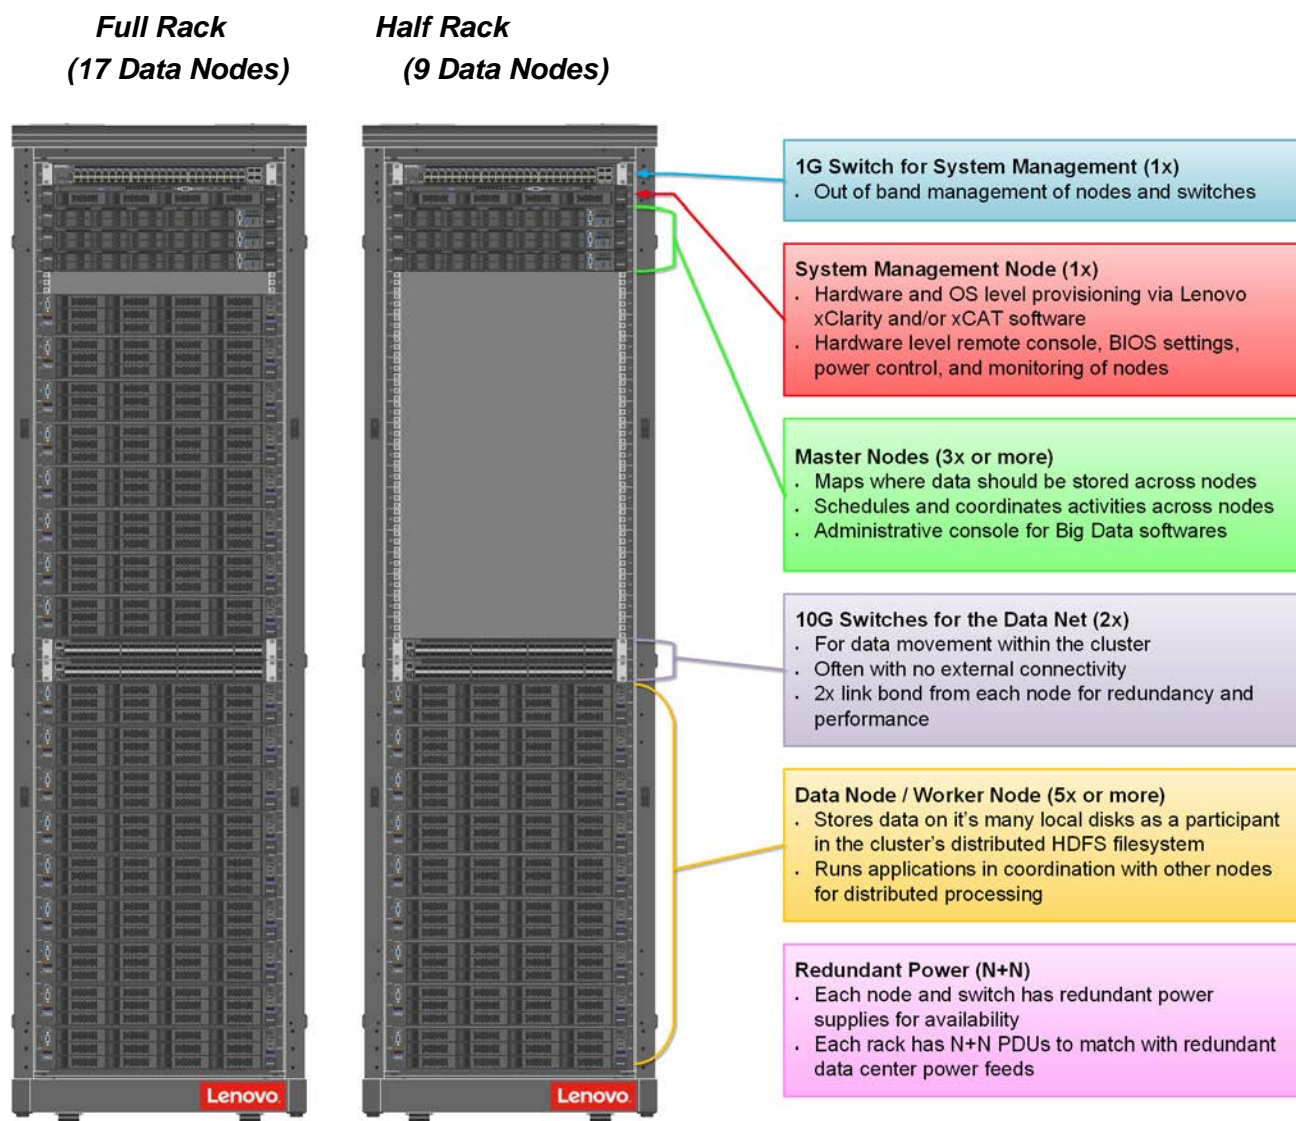 Full Rack
(17 Data Nodes)
Half Rack
(9 Data Nodes)
1G Switch for System Management (1x)
• Out of band management of nodes and switches
System Management Node (1x)
• Hardware and OS level provisioning via Lenovo
xClarity and/or xCAT software
• Hardware level remote console, BIOS settings,
power control, and monitoring of nodes
Master Nodes (3x or more)
• Maps where data should be stored across nodes
• Schedules and coordinates activities across nodes
• Administrative console for Big Data softwares
10G Switches for the Data Net (2x)
• For data movement within the cluster
• Often with no external connectivity
• 2x link bond from each node for redundancy and
performance
Data Node / Worker Node (5x or more)
• Stores data on it's many local disks as a participant
in the cluster's distributed HDFS filesystem
• Runs applications in coordination with other nodes
for distributed processing
Redundant Power (N+N)
• Each node and switch has redundant power
supplies for availability
• Each rack has N+N PDUs to match with redundant
data center power feeds
Lenovo
Lenovo